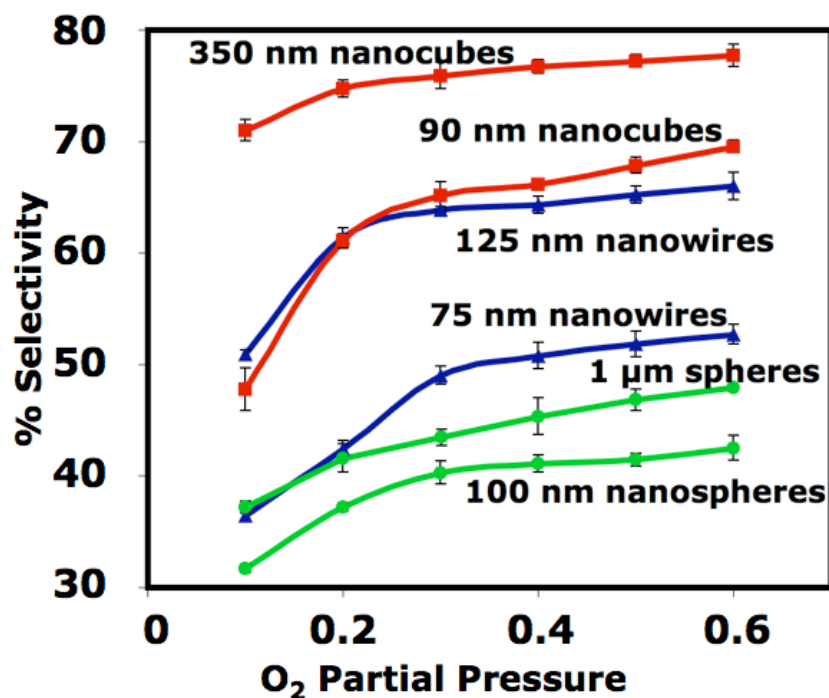 80
350 nm nanocubes
90 nm nanocubes
70
125 nm nanowires
60
75 nm nanowires
1 µm spheres
50
100 nm nanospheres
40
30
% Selectivity
0 0.2 0.4 0.6
O₂ Partial Pressure